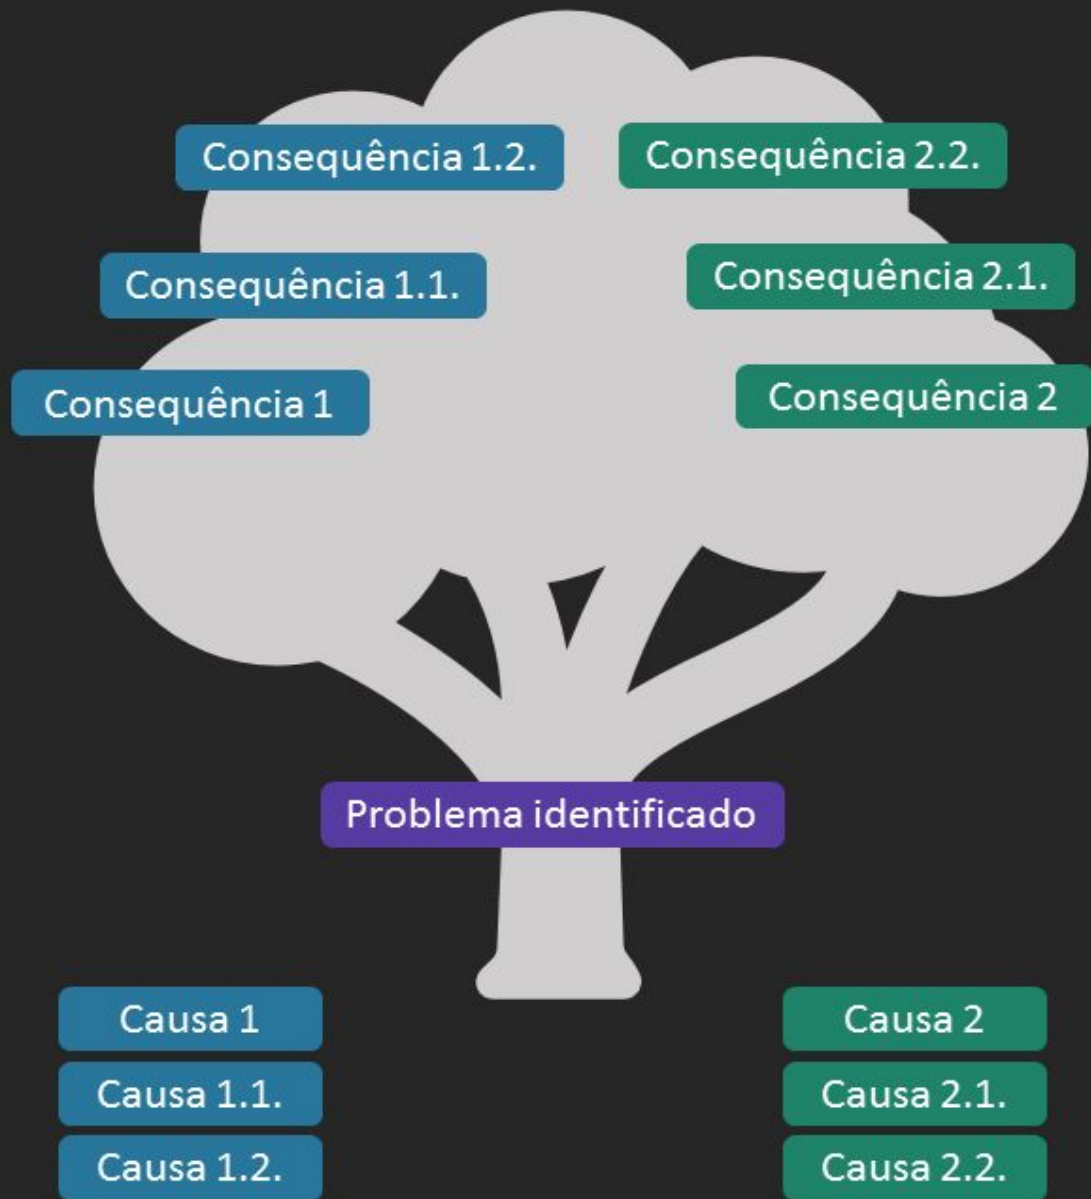 Consequência 1.2.
Consequência 2.2.
Consequência 1.1.
Consequência 2.1.
Consequência 1
Consequência 2
Problema identificado
Causa 1
Causa 2
Causa 1.1.
Causa 2.1.
Causa 1.2.
Causa 2.2.